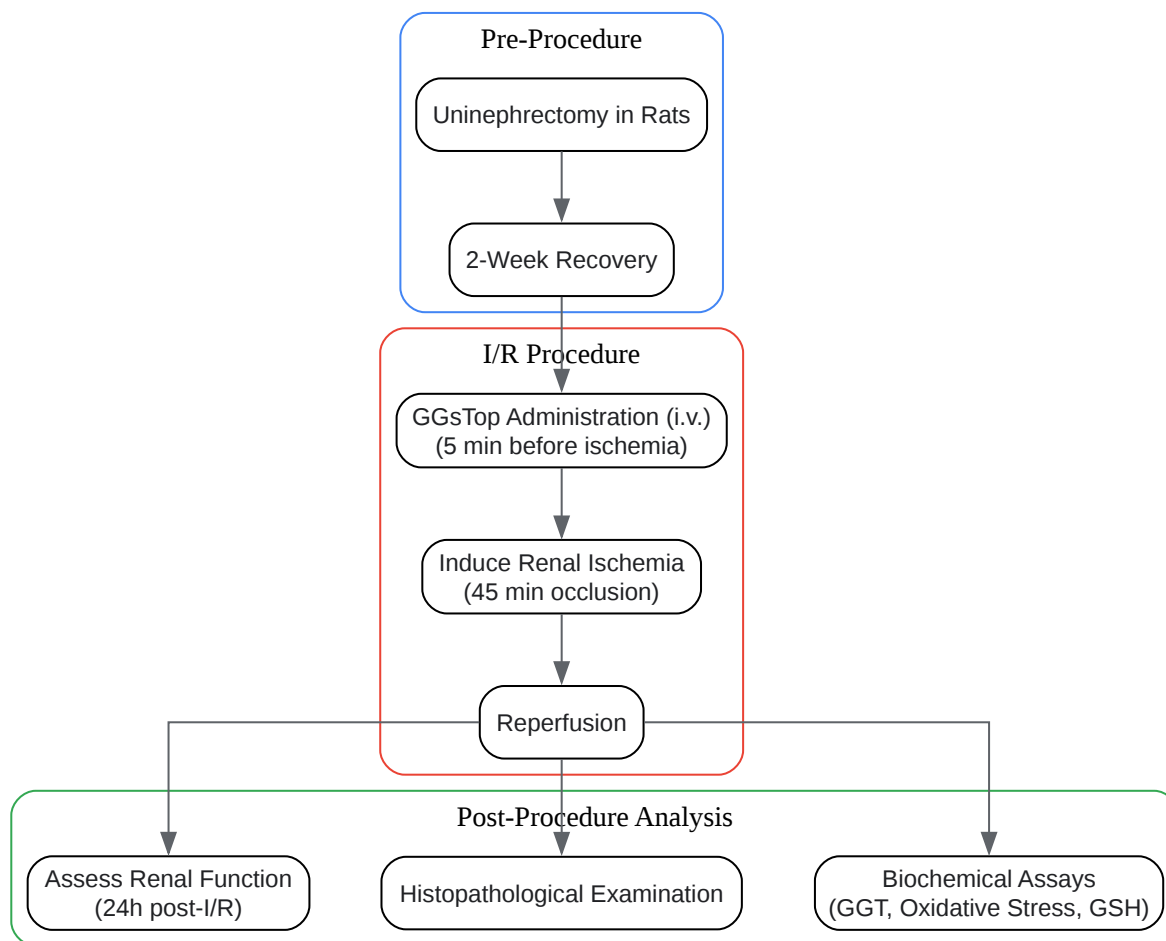 Pre-Procedure
Uninephrectomy in Rats
2-Week Recovery
I/R Procedure
GGsTop Administration (i.v.)
(5 min before ischemia)
Induce Renal Ischemia
(45 min occlusion)
Reperfusion
Post-Procedure Analysis
Assess Renal Function
(24h post-I/R)
Histopathological Examination
Biochemical Assays
(GGT, Oxidative Stress, GSH)